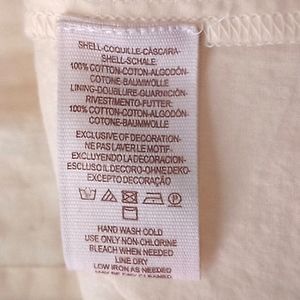 SHELL-COQUILLE-CÁSCARA-
SHELL-SCHALE:
100% COTTON-COTON-ALGODÓN-
COTONE-BAUMWOLLE
LINING-DOUBLURE-GUARNICIÓN-
RIVESTIMENTO-FUTTER:
100% COTTON-COTON-ALGODÓN-
COTONE-BAUMWOLLE
EXCLUSIVE OF DECORATION-
NE PAS LAVER LE MOTIF-
EXCLUYENDO LA DECORACION-
ESCLUSO IL DECORO-OHNE DEKO-
EXCEPTO DECORAÇÃO
HAND WASH COLD
USE ONLY NON-CHLORINE
BLEACH WHEN NEEDED
LINE DRY
LOW IRON AS NEEDED